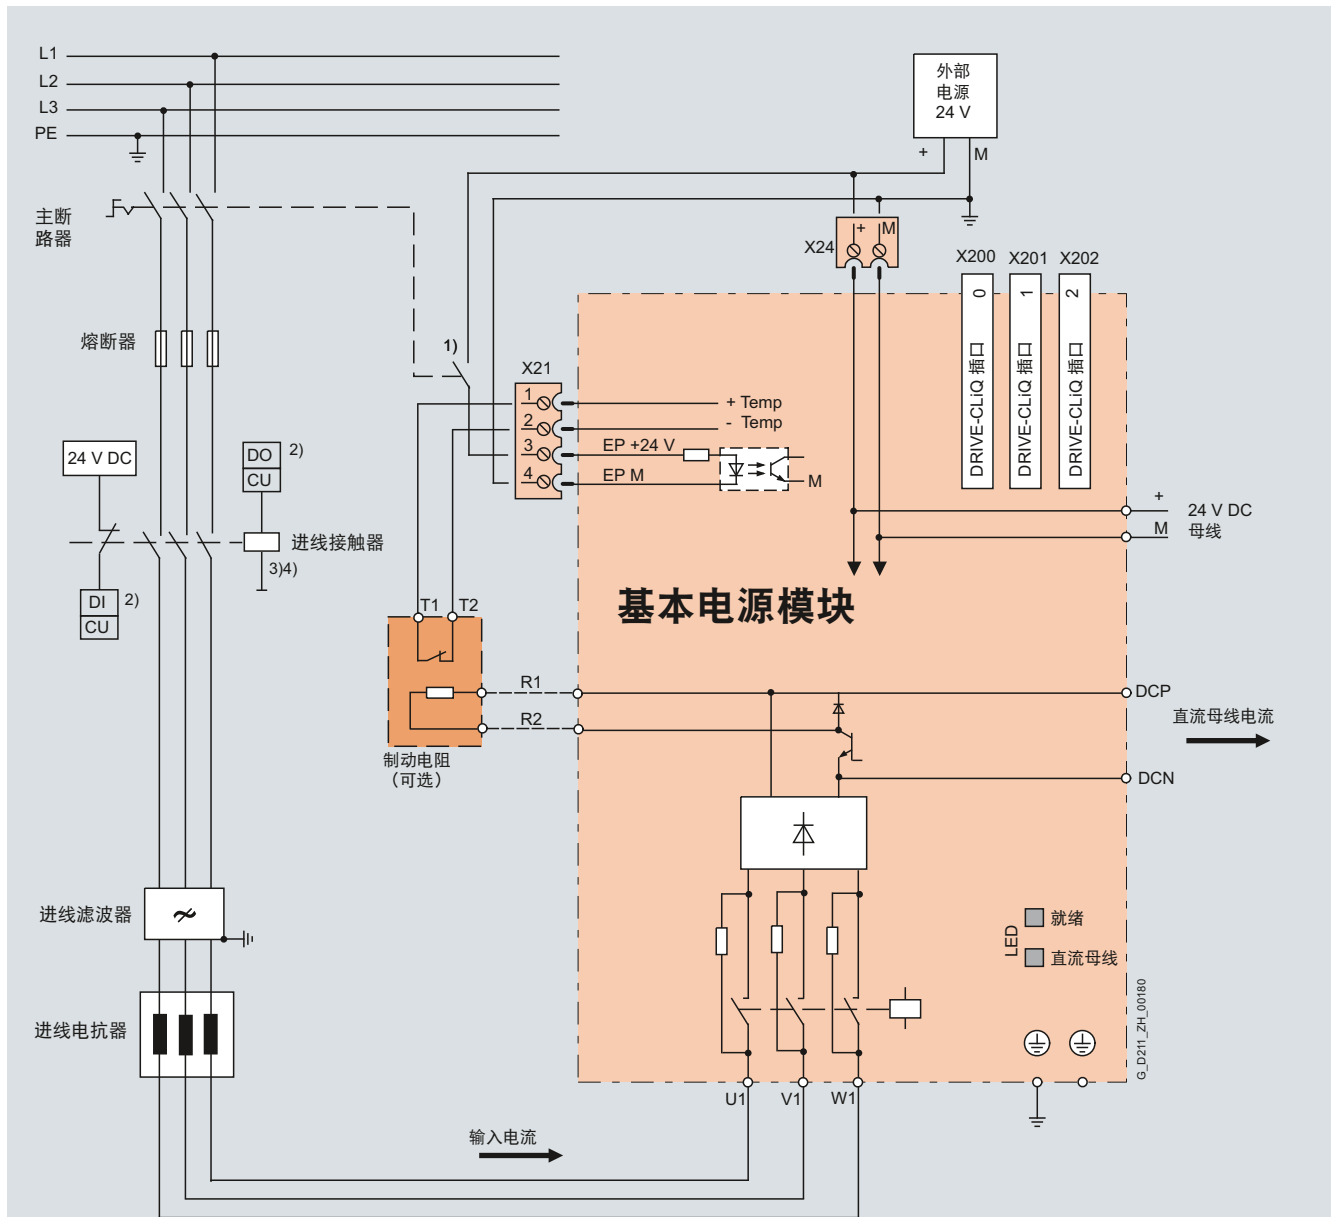 L1
L2
L3
PE
外部
电源
24 V
+
M
主断
路器
X24
+
M
X200
X201
X202
0
1
2
DRIVE-CLiQ 插口
DRIVE-CLiQ 插口
DRIVE-CLiQ 插口
熔断器
1)
X21
1
2
3
4
+ Temp
- Temp
EP +24 V
EP M
M
24 V DC
DO
CU
2)
进线接触器
3)4)
DI
CU
2)
+
M
24 V DC
母线
基本电源模块
T1
T2
R1
R2
制动电阻
（可选）
DCP
直流母线电流
DCN
进线滤波器
LED
就绪
直流母线
进线电抗器
G_D211_ZH_00180
U1
V1
W1
输入电流